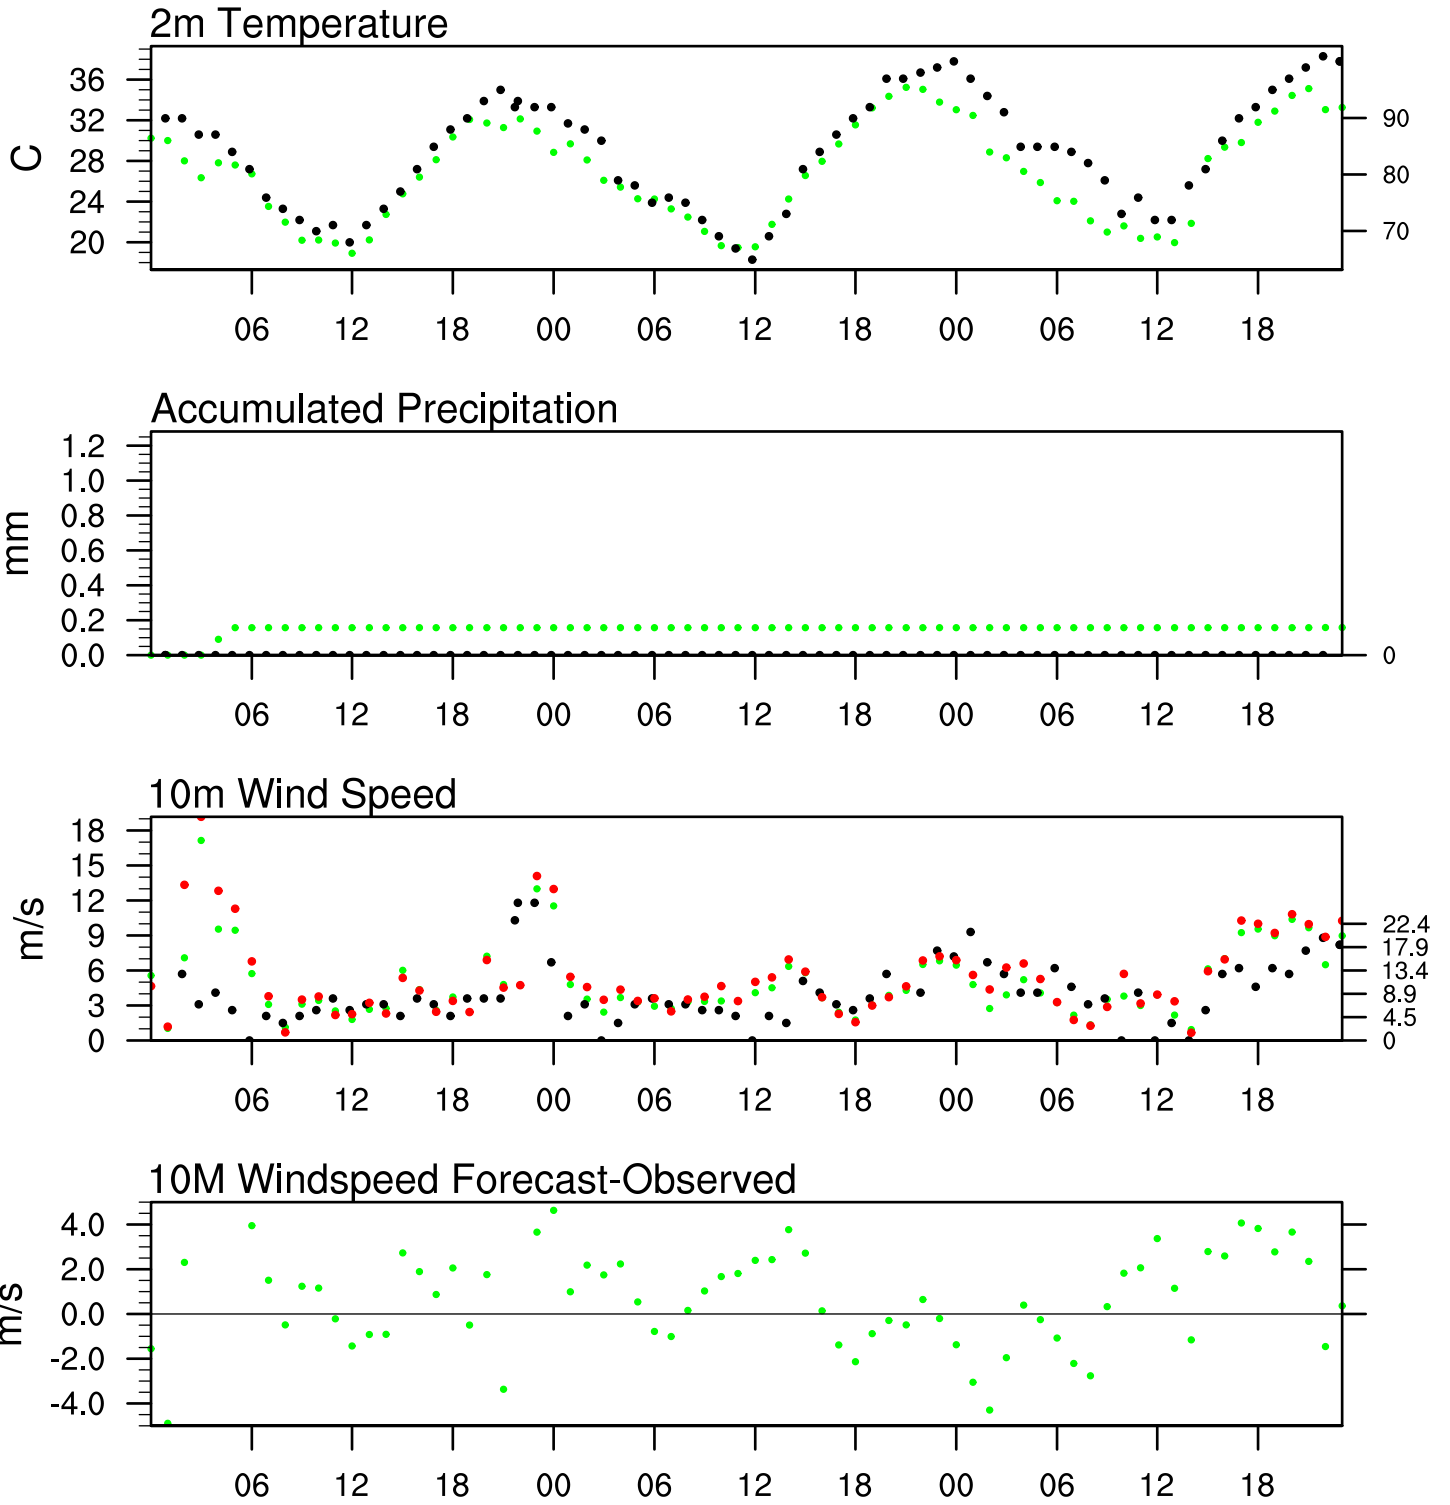 2m Temperature
C
36
32
28
24
20
90
80
70
06 12 18 00 06 12 18 00 06 12 18
Accumulated Precipitation
mm
1.2
1.0
0.8
0.6
0.4
0.2
0.0
0
06 12 18 00 06 12 18 00 06 12 18
10m Wind Speed
m/s
18
15
12
9
6
3
0
22.4
17.9
13.4
8.9
4.5
0
06 12 18 00 06 12 18 00 06 12 18
10M Windspeed Forecast-Observed
m/s
4.0
2.0
0.0
-2.0
-4.0
06 12 18 00 06 12 18 00 06 12 18